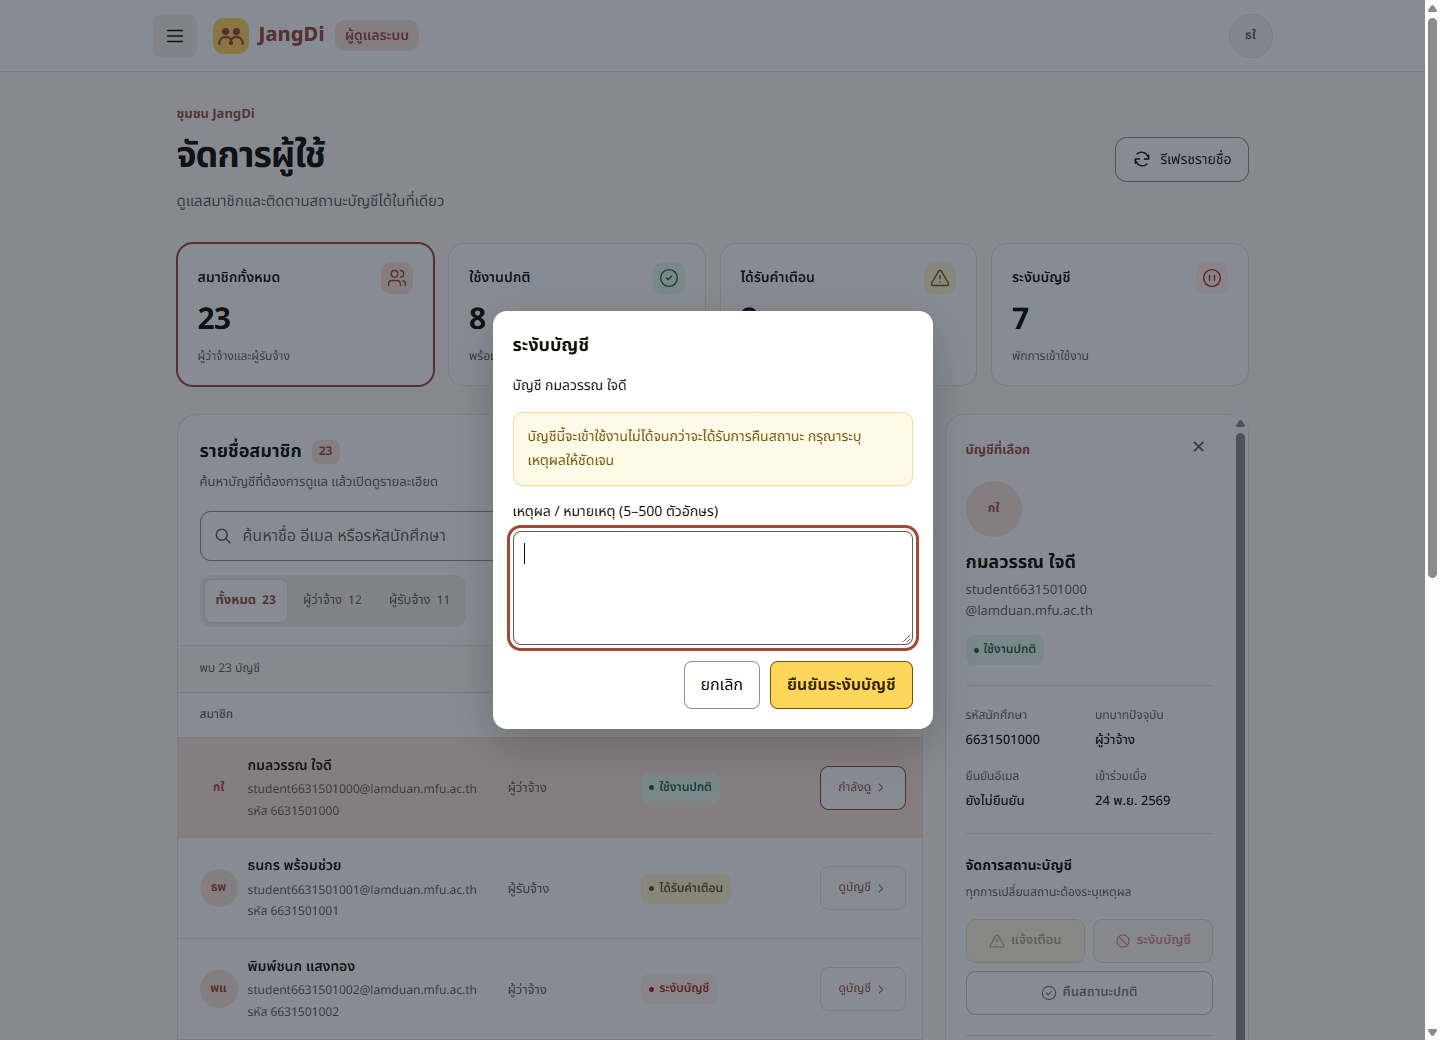 JangDi
ผู้ดูแลระบบ
ธใ
ชุมชน JangDi
จัดการผู้ใช้
ดูแลสมาชิกและติดตามสถานะบัญชีได้ในที่เดียว
รีเฟรชรายชื่อ
สมาชิกทั้งหมด
23
ผู้ว่าจ้างและผู้รับจ้าง
ใช้งานปกติ
8
ได้รับคำเตือน
ระงับบัญชี
7
พักการเข้าใช้งาน
ระงับบัญชี
บัญชี กมลวรรณ ใจดี
บัญชีนี้จะเข้าใช้งานไม่ได้จนกว่าจะได้รับการคืนสถานะ กรุณาระบุ
เหตุผลให้ชัดเจน
เหตุผล / หมายเหตุ (5–500 ตัวอักษร)
ยกเลิก
ยืนยันระงับบัญชี
รายชื่อสมาชิก 23
ค้นหาบัญชีที่ต้องการดูแล แล้วเปิดดูรายละเอียด
ค้นหาชื่อ อีเมล หรือรหัสนักศึกษา
ทั้งหมด 23 ผู้ว่าจ้าง 12 ผู้รับจ้าง 11
พบ 23 บัญชี
สมาชิก
กใ
กมลวรรณ ใจดี
student6631501000@lamduan.mfu.ac.th
รหัส 6631501000
ผู้ว่าจ้าง
ใช้งานปกติ
กำลังดู
ธพ
ธนกร พร้อมช่วย
student6631501001@lamduan.mfu.ac.th
รหัส 6631501001
ผู้รับจ้าง
ได้รับคำเตือน
ดูบัญชี
พแ
พิมพ์ชนก แสงทอง
student6631501002@lamduan.mfu.ac.th
รหัส 6631501002
ผู้ว่าจ้าง
ระงับบัญชี
ดูบัญชี
บัญชีที่เลือก
กใ
กมลวรรณ ใจดี
student6631501000
@lamduan.mfu.ac.th
ใช้งานปกติ
รหัสนักศึกษา
6631501000
บทบาทปัจจุบัน
ผู้ว่าจ้าง
ยืนยันอีเมล
ยังไม่ยืนยัน
เข้าร่วมเมื่อ
24 พ.ย. 2569
จัดการสถานะบัญชี
ทุกการเปลี่ยนสถานะต้องระบุเหตุผล
แจ้งเตือน
ระงับบัญชี
คืนสถานะปกติ